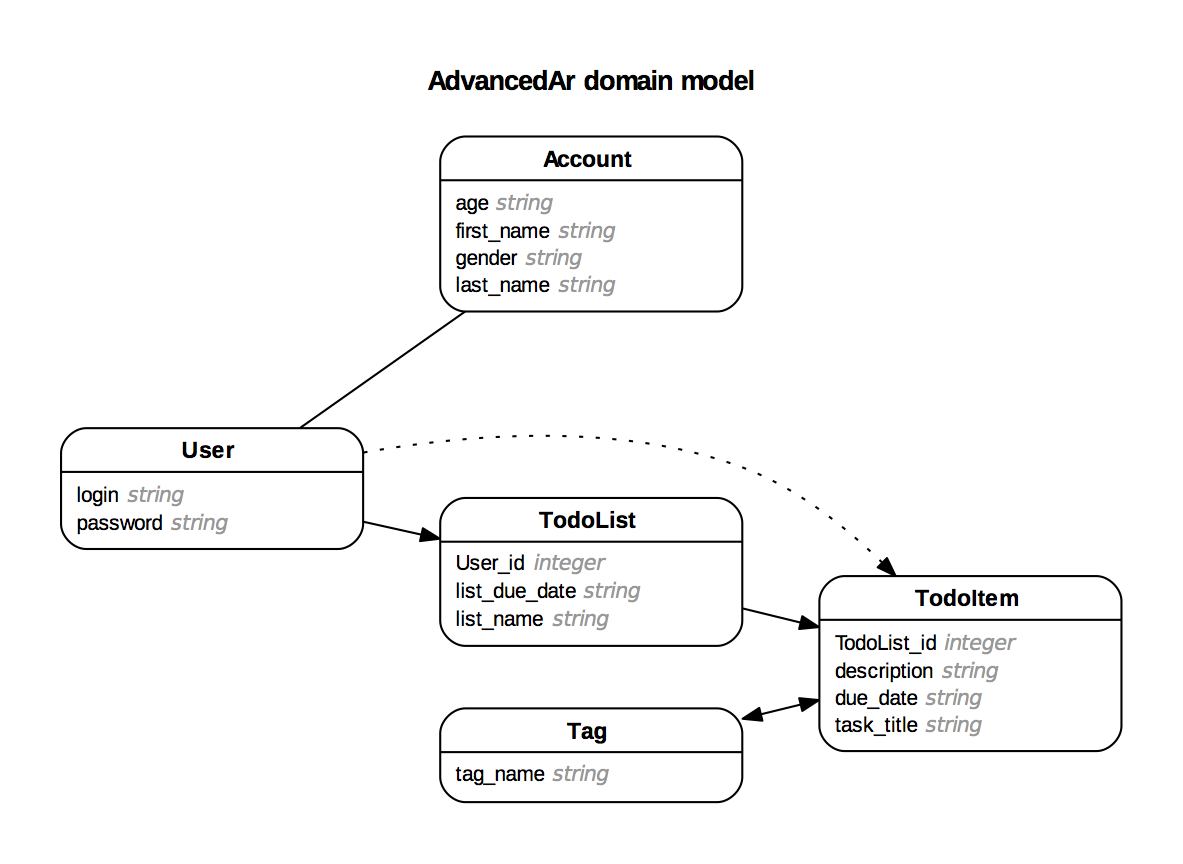 AdvancedAr domain model
Account
age string
first_name string
gender string
last_name string
User
login string
password string
TodoList
User_id integer
list_due_date string
list_name string
TodoItem
TodoList_id integer
description string
due_date string
task_title string
Tag
tag_name string